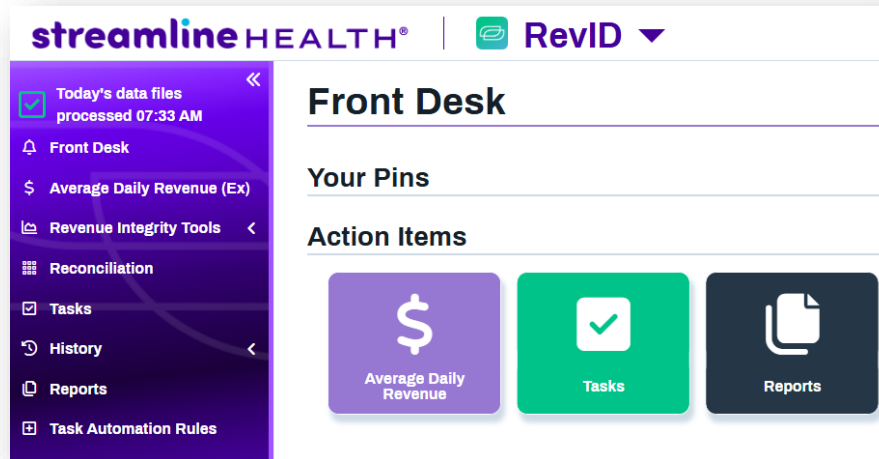 streamline HEALTH® RevID
Today's data files
processed 07:33 AM
Front Desk
Average Daily Revenue (Ex)
Revenue Integrity Tools
Reconciliation
Tasks
History
Reports
Task Automation Rules
Front Desk
Your Pins
Action Items
Average Daily
Revenue
Tasks
Reports